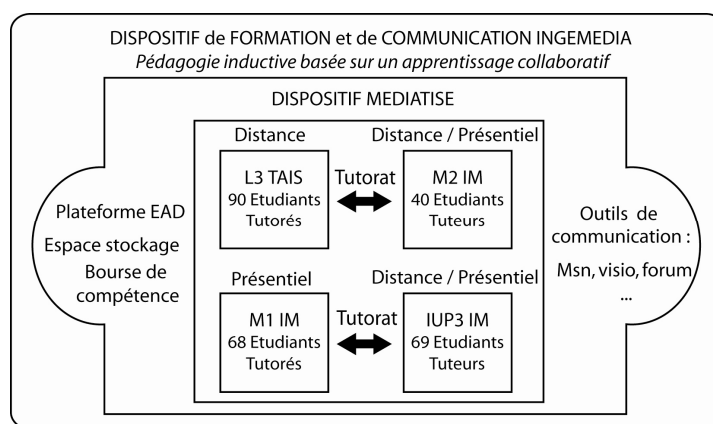 DISPOSITIF de FORMATION et de COMMUNICATION INGEMEDIA
Pédagogie inductive basée sur un apprentissage collaboratif
DISPOSITIF MEDIATISE
Distance
Distance / Présentiel
L3 TAIS
90 Etudiants
Tutorés
Tutorat
M2 IM
40 Etudiants
Tuteurs
Plateforme EAD
Espace stockage
Bourse de
compétence
Outils de
communication :
Msn, visio, forum
...
Présentiel
Distance / Présentiel
M1 IM
68 Etudiants
Tutorés
Tutorat
IUP3 IM
69 Etudiants
Tuteurs